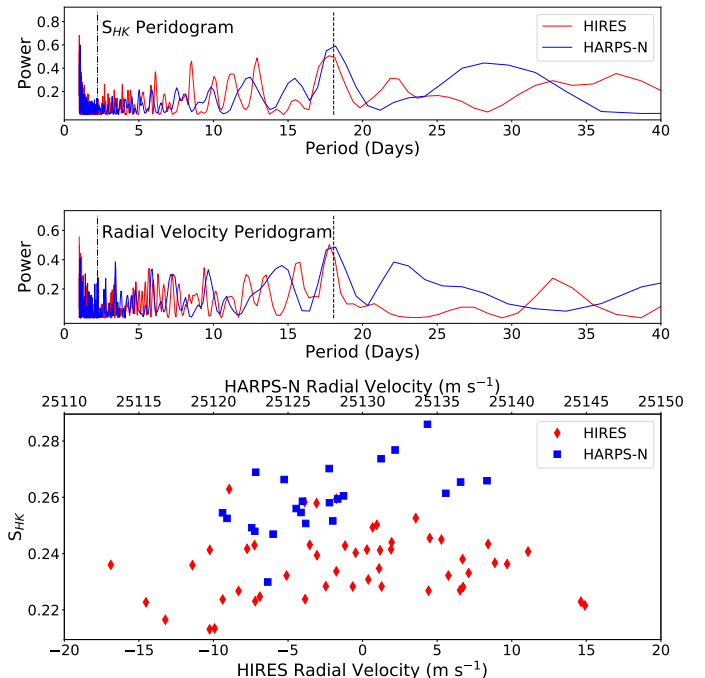 S_HK Peridogram
HIRES
HARPS-N
Power
0.8
0.6
0.4
0.2
0 5 10 15 20 25 30 35 40
Period (Days)
Radial Velocity Peridogram
Power
0.6
0.4
0.2
0 5 10 15 20 25 30 35 40
Period (Days)
HARPS-N Radial Velocity (m s⁻¹)
25110 25115 25120 25125 25130 25135 25140 25145 25150
HIRES
HARPS-N
S_HK
0.28
0.26
0.24
0.22
−20 −15 −10 −5 0 5 10 15 20
HIRES Radial Velocity (m s⁻¹)